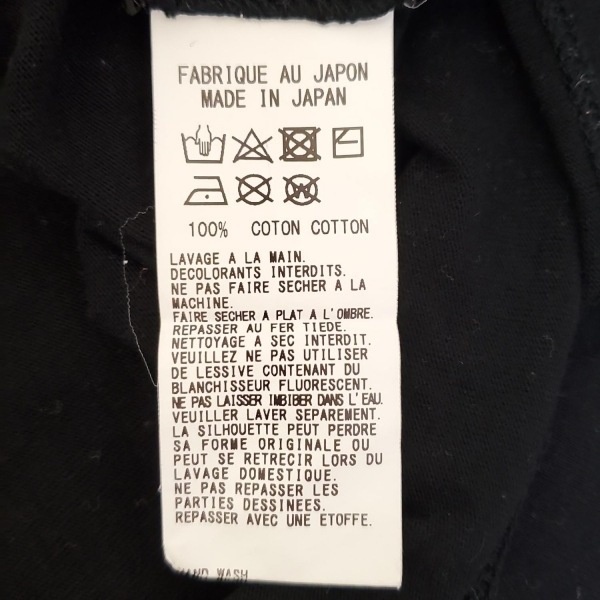 FABRIQUE AU JAPON
MADE IN JAPAN
W
100% COTON COTTON
LAVAGE A LA MAIN.
DECOLORANTS INTERDITS.
NE PAS FAIRE SECHER A LA
MACHINE.
FAIRE SECHER A PLAT A L'OMBRE.
REPASSER AU FER TIEDE.
NETTOYAGE A SEC INTERDIT.
VEUILLEZ NE PAS UTILISER
DE LESSIVE CONTENANT DU
BLANCHISSEUR FLUORESCENT.
NE PAS LAISSER IMBIBER DANS L'EAU.
VEUILLER LAVER SEPAREMENT.
LA SILHOUETTE PEUT PERDRE
SA FORME ORIGINALE OU
PEUT SE RETRECIR LORS DU
LAVAGE DOMESTIQUE.
NE PAS REPASSER LES
PARTIES DESSINEES.
REPASSER AVEC UNE ETOFFE.
HAND WASH